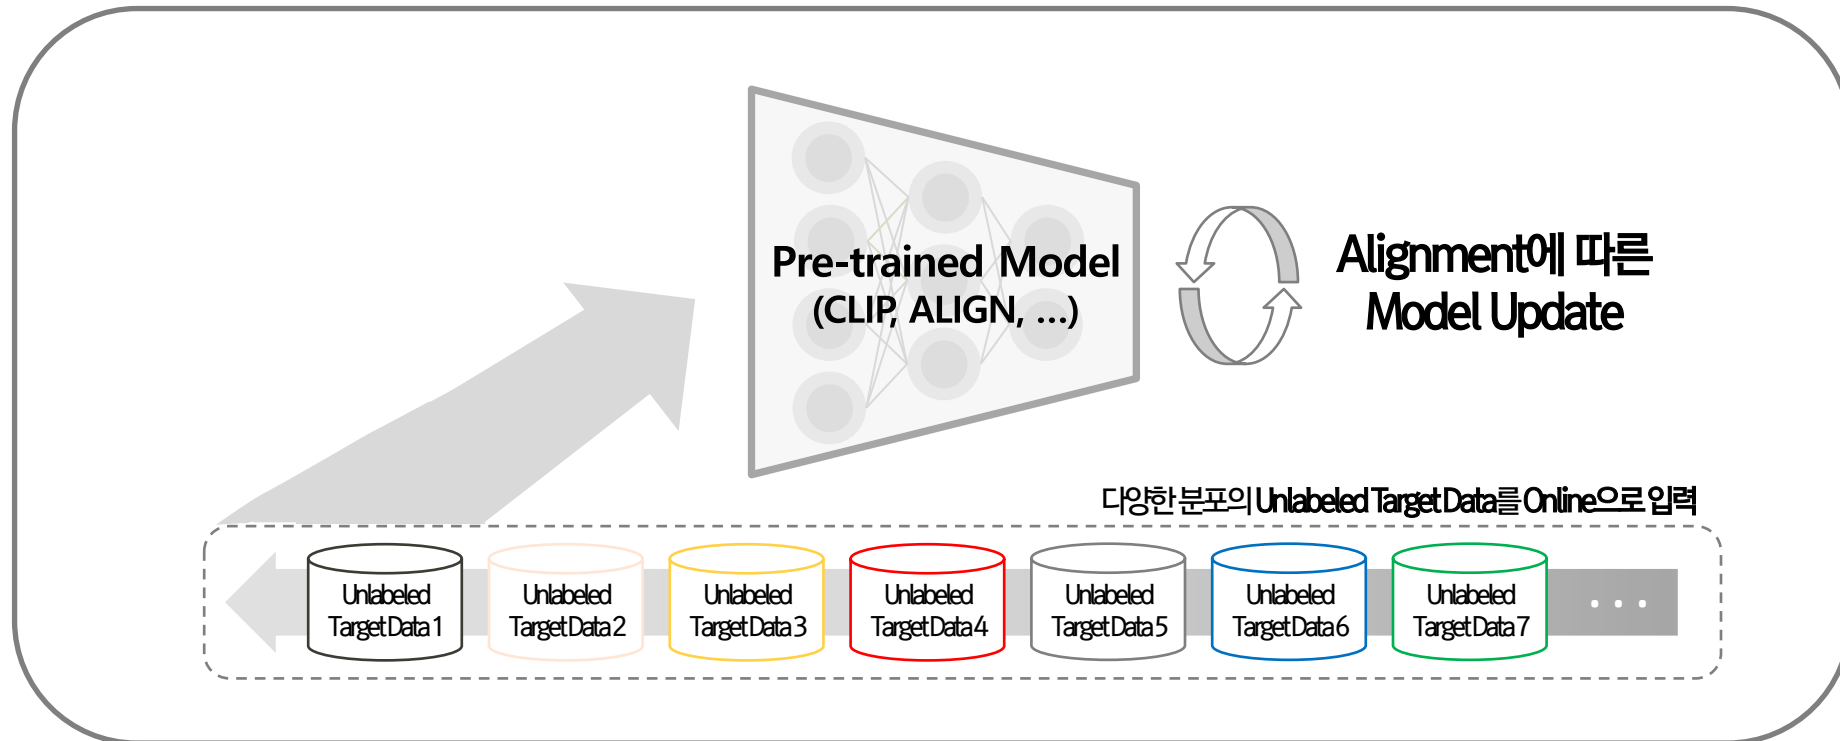 Pre-trained Model
(CLIP, ALIGN, ...)
Alignment에 따른
Model Update
다양한 분포의 Unlabeled Target Data를 Online으로 입력
Unlabeled
Target Data 1
Unlabeled
Target Data 2
Unlabeled
Target Data 3
Unlabeled
Target Data 4
Unlabeled
Target Data 5
Unlabeled
Target Data 6
Unlabeled
Target Data 7
...